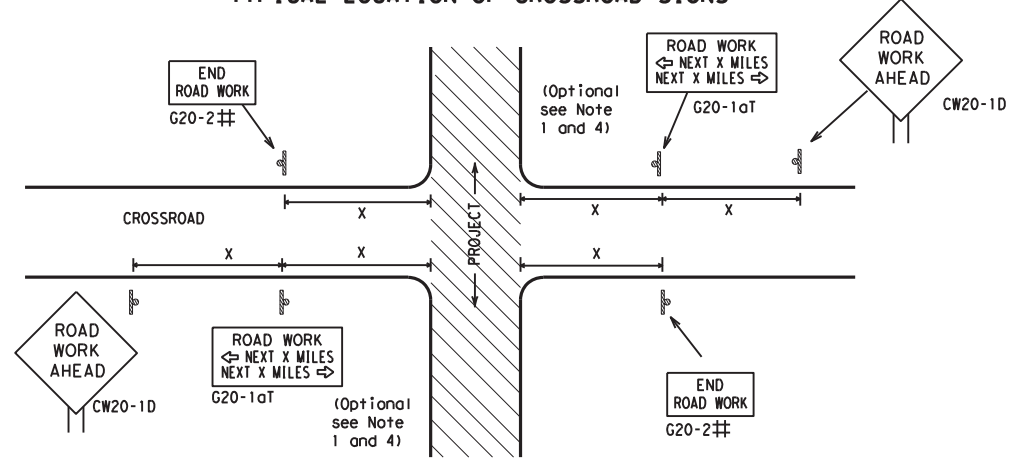 TYPICAL LOCATION OF CROSSROAD SIGNS
END
ROAD WORK
G20-2#
(Optional
see Note
1 and 4)
ROAD WORK
⇦ NEXT X MILES
NEXT X MILES ⇨
G20-1aT
ROAD
WORK
AHEAD
CW20-1D
CROSSROAD
X
X
X
PROJECT
X
X
X
ROAD
WORK
AHEAD
CW20-1D
ROAD WORK
⇦ NEXT X MILES
NEXT X MILES ⇨
G20-1aT
(Optional
see Note
1 and 4)
END
ROAD WORK
G20-2#